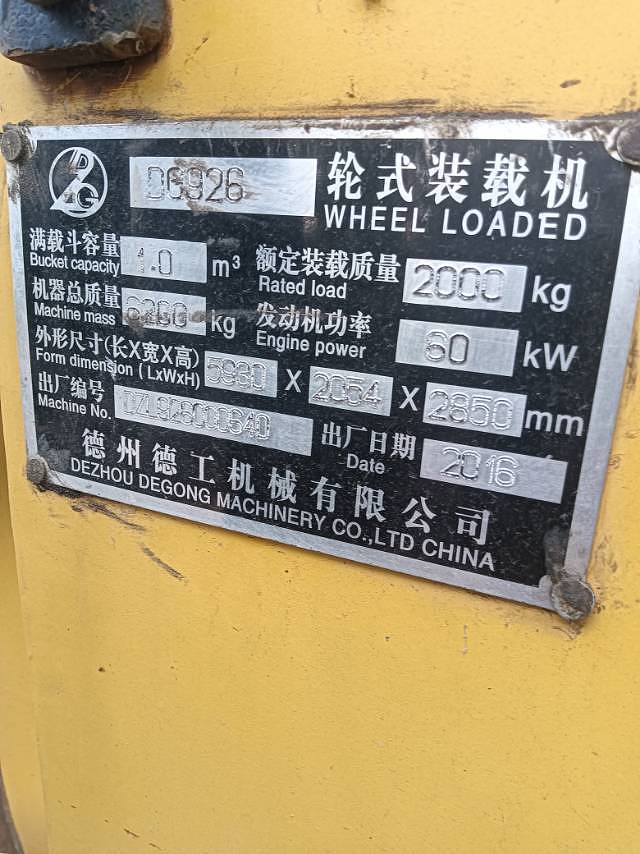 DG
DG926
轮式装载机
WHEEL LOADED
满载斗容量 1.0 m³
Bucket capacity
额定装载质量 2000 kg
Rated load
机器总质量 6200 kg
Machine mass
发动机功率 60 kW
Engine power
外形尺寸(长X宽X高) 5980 X 2054 X 2850 mm
Form dimension (LxWxH)
出厂编号
Machine No.
出厂日期 2016
Date
德州德工机械有限公司
DEZHOU DEGONG MACHINERY CO.,LTD CHINA